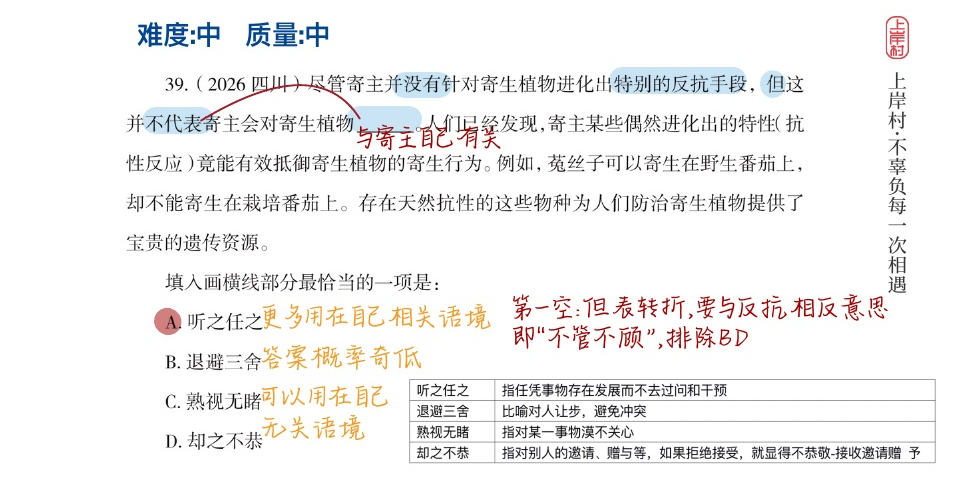 难度:中 质量:中
39.（2026 四川）尽管寄主并没有针对寄生植物进化出特别的反抗手段，但这
并不代表寄主会对寄生植物　　　。人们已经发现，寄主某些偶然进化出的特性（抗
与寄主自己有关
性反应）竟能有效抵御寄生植物的寄生行为。例如，菟丝子可以寄生在野生番茄上，
却不能寄生在栽培番茄上。存在天然抗性的这些物种为人们防治寄生植物提供了
宝贵的遗传资源。
填入画横线部分最恰当的一项是：
A. 听之任之 更多用在自己相关语境
B. 退避三舍 答案概率奇低
C. 熟视无睹 可以用在自己
无关语境
D. 却之不恭
第一空:但表转折,要与反抗相反意思
即“不管不顾”,排除BD
听之任之 指任凭事物存在发展而不去过问和干预
退避三舍 比喻对人让步，避免冲突
熟视无睹 指对某一事物漠不关心
却之不恭 指对别人的邀请、赠与等，如果拒绝接受，就显得不恭敬-接收邀请赠 予
上岸村
上岸村·不辜负每一次相遇